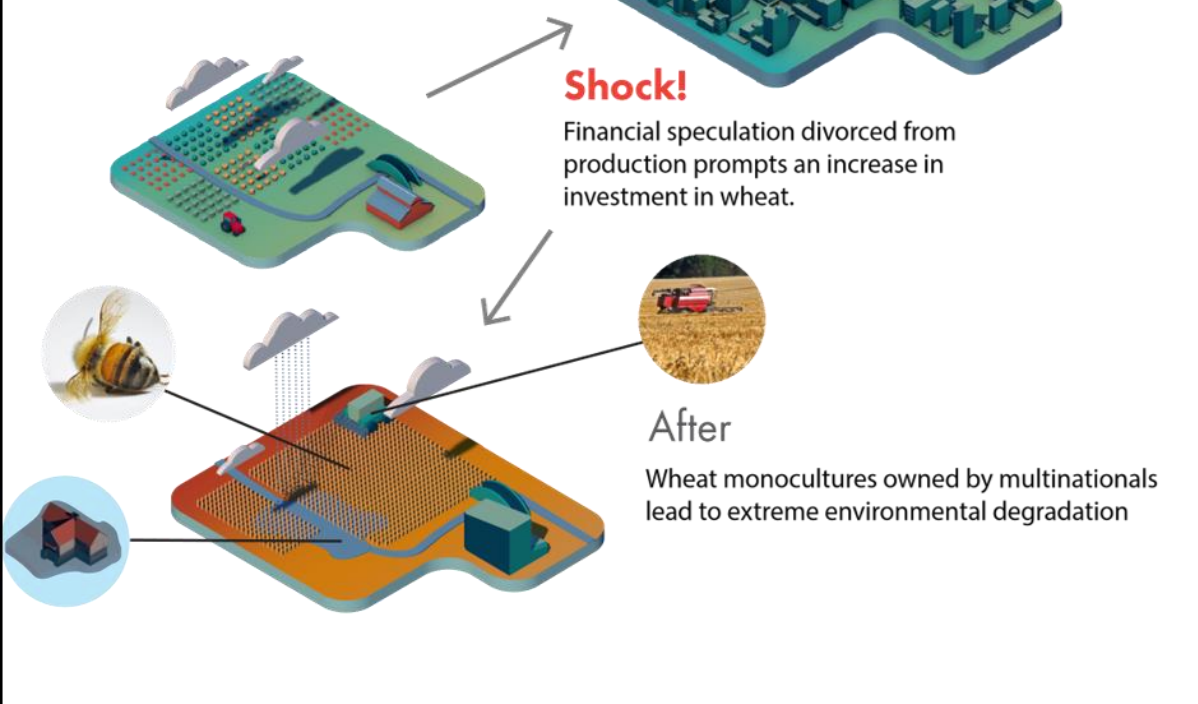 Shock!
Financial speculation divorced from
production prompts an increase in
investment in wheat.
After
Wheat monocultures owned by multinationals
lead to extreme environmental degradation